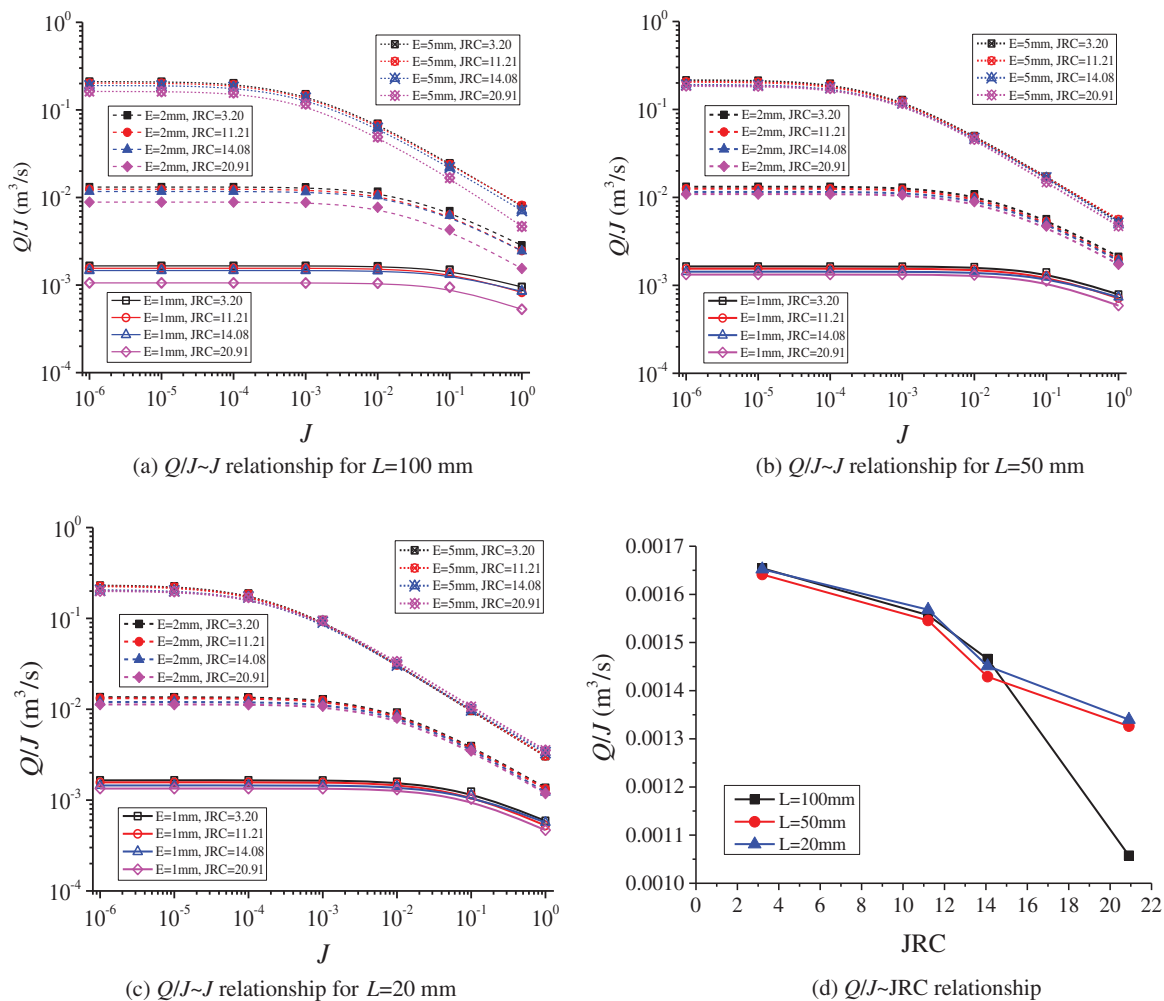 10^0
10^-1
10^-2
10^-3
10^-4
Q/J (m^3/s)
E=5mm, JRC=3.20
E=5mm, JRC=11.21
E=5mm, JRC=14.08
E=5mm, JRC=20.91
E=2mm, JRC=3.20
E=2mm, JRC=11.21
E=2mm, JRC=14.08
E=2mm, JRC=20.91
E=1mm, JRC=3.20
E=1mm, JRC=11.21
E=1mm, JRC=14.08
E=1mm, JRC=20.91
10^-6 10^-5 10^-4 10^-3 10^-2 10^-1 10^0
J
(a) Q/J~J relationship for L=100 mm
10^0
10^-1
10^-2
10^-3
10^-4
Q/J (m^3/s)
E=5mm, JRC=3.20
E=5mm, JRC=11.21
E=5mm, JRC=14.08
E=5mm, JRC=20.91
E=2mm, JRC=3.20
E=2mm, JRC=11.21
E=2mm, JRC=14.08
E=2mm, JRC=20.91
E=1mm, JRC=3.20
E=1mm, JRC=11.21
E=1mm, JRC=14.08
E=1mm, JRC=20.91
10^-6 10^-5 10^-4 10^-3 10^-2 10^-1 10^0
J
(b) Q/J~J relationship for L=50 mm
10^0
10^-1
10^-2
10^-3
10^-4
Q/J (m^3/s)
E=5mm, JRC=3.20
E=5mm, JRC=11.21
E=5mm, JRC=14.08
E=5mm, JRC=20.91
E=2mm, JRC=3.20
E=2mm, JRC=11.21
E=2mm, JRC=14.08
E=2mm, JRC=20.91
E=1mm, JRC=3.20
E=1mm, JRC=11.21
E=1mm, JRC=14.08
E=1mm, JRC=20.91
10^-6 10^-5 10^-4 10^-3 10^-2 10^-1 10^0
J
(c) Q/J~J relationship for L=20 mm
0.0017
0.0016
0.0015
0.0014
0.0013
0.0012
0.0011
0.0010
Q/J (m^3/s)
L=100mm
L=50mm
L=20mm
0 2 4 6 8 10 12 14 16 18 20 22
JRC
(d) Q/J~JRC relationship